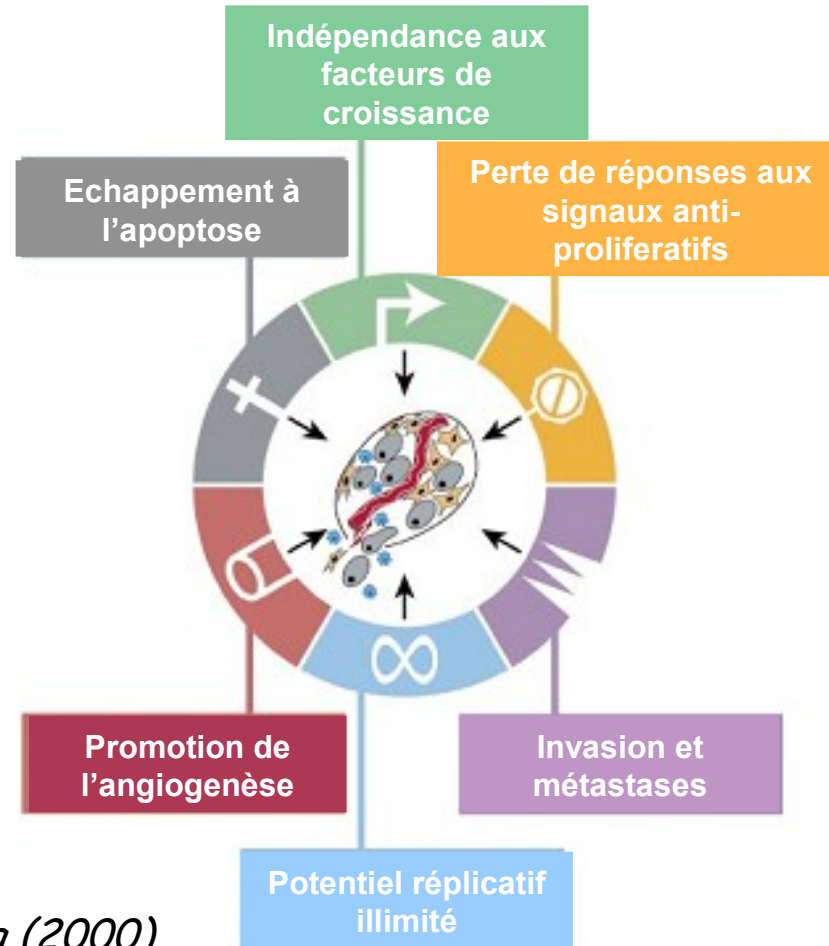 Indépendance aux
facteurs de
croissance
Echappement à
l’apoptose
Perte de réponses aux
signaux anti-
proliferatifs
Promotion de
l’angiogenèse
Invasion et
métastases
Potentiel réplicatif
illimité
(2000)